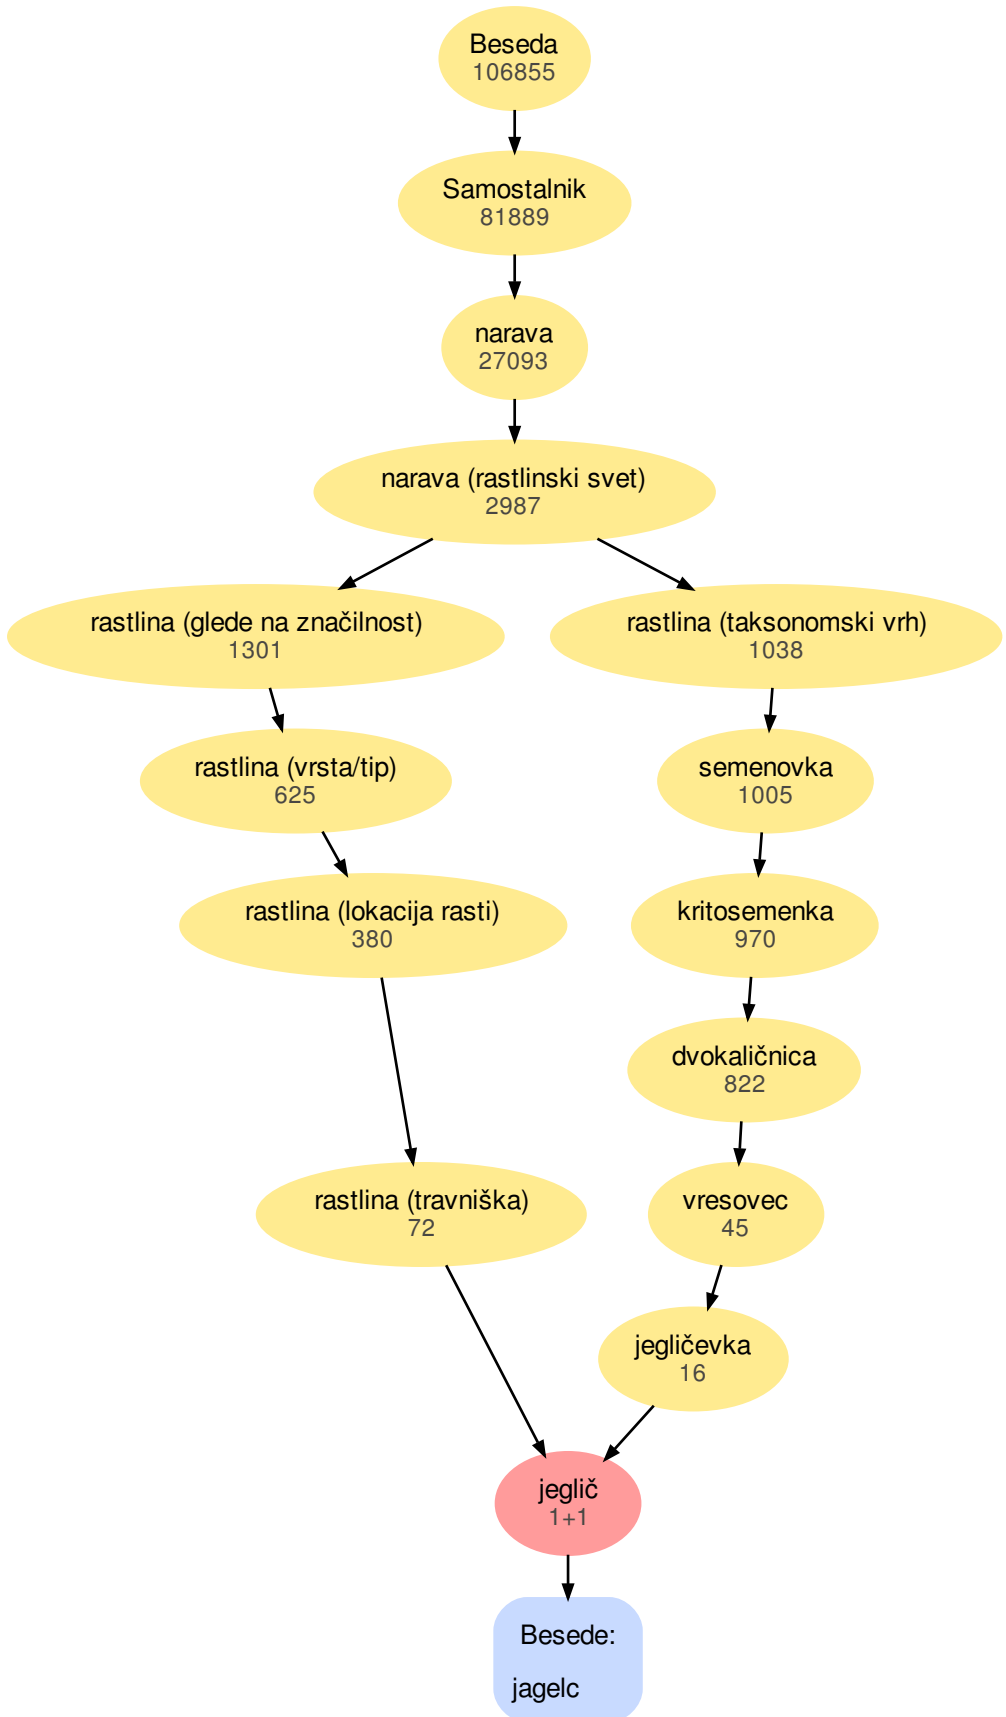 Beseda
106855
Samostalnik
81889
narava
27093
narava (rastlinski svet)
2987
rastlina (glede na značilnost)
1301
rastlina (taksonomski vrh)
1038
rastlina (vrsta/tip)
625
semenovka
1005
rastlina (lokacija rasti)
380
kritosemenka
970
dvokaličnica
822
rastlina (travniška)
72
vresovec
45
jegličevka
16
jeglič
1+1
Besede:
jagelc